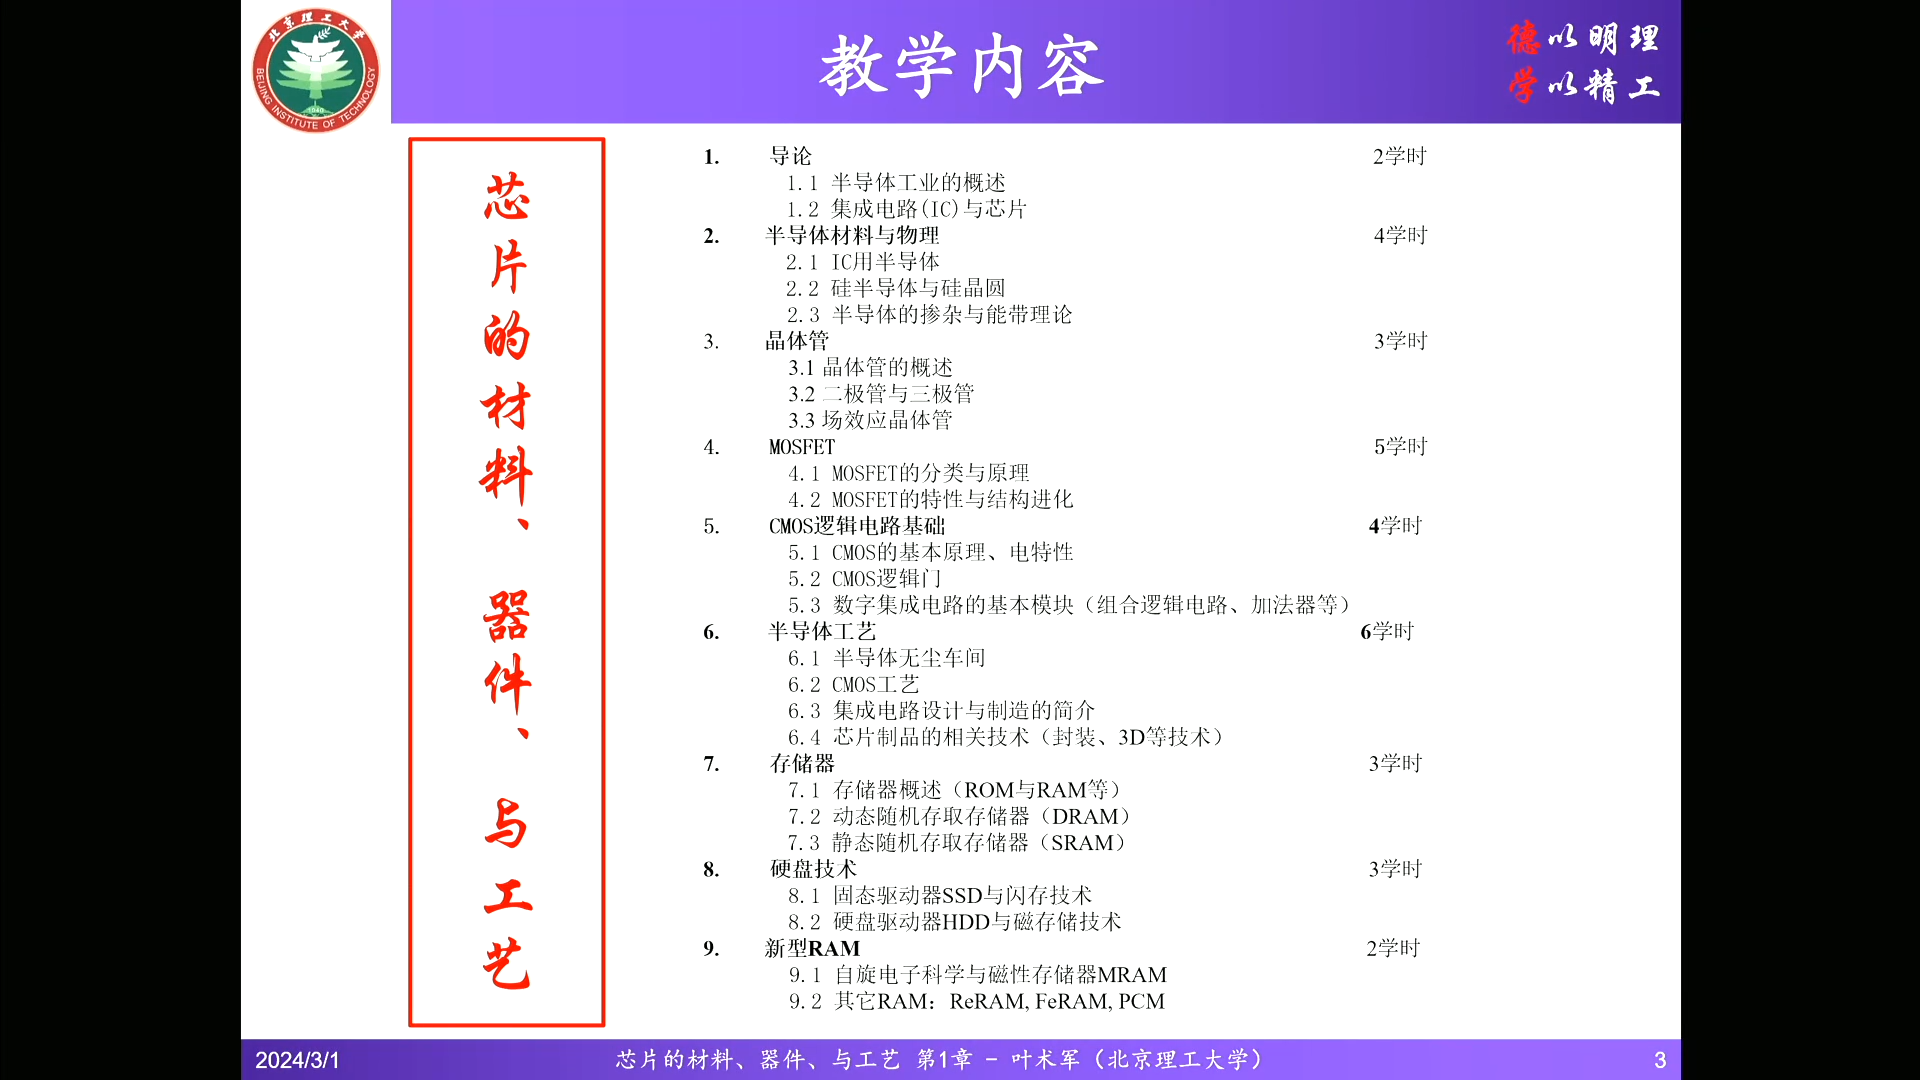 北京理工大学
BEIJING INSTITUTE OF TECHNOLOGY
1940
教学内容
德以明理
学以精工
芯片的材料、器件、与工艺
1. 导论 2学时
1.1 半导体工业的概述
1.2 集成电路(IC)与芯片
2. 半导体材料与物理 4学时
2.1 IC用半导体
2.2 硅半导体与硅晶圆
2.3 半导体的掺杂与能带理论
3. 晶体管 3学时
3.1 晶体管的概述
3.2 二极管与三极管
3.3 场效应晶体管
4. MOSFET 5学时
4.1 MOSFET的分类与原理
4.2 MOSFET的特性与结构进化
5. CMOS逻辑电路基础 4学时
5.1 CMOS的基本原理、电特性
5.2 CMOS逻辑门
5.3 数字集成电路的基本模块（组合逻辑电路、加法器等）
6. 半导体工艺 6学时
6.1 半导体无尘车间
6.2 CMOS工艺
6.3 集成电路设计与制造的简介
6.4 芯片制品的相关技术（封装、3D等技术）
7. 存储器 3学时
7.1 存储器概述（ROM与RAM等）
7.2 动态随机存取存储器（DRAM）
7.3 静态随机存取存储器（SRAM）
8. 硬盘技术 3学时
8.1 固态驱动器SSD与闪存技术
8.2 硬盘驱动器HDD与磁存储技术
9. 新型RAM 2学时
9.1 自旋电子科学与磁性存储器MRAM
9.2 其它RAM：ReRAM, FeRAM, PCM
2024/3/1 芯片的材料、器件、与工艺 第1章 - 叶术军（北京理工大学） 3